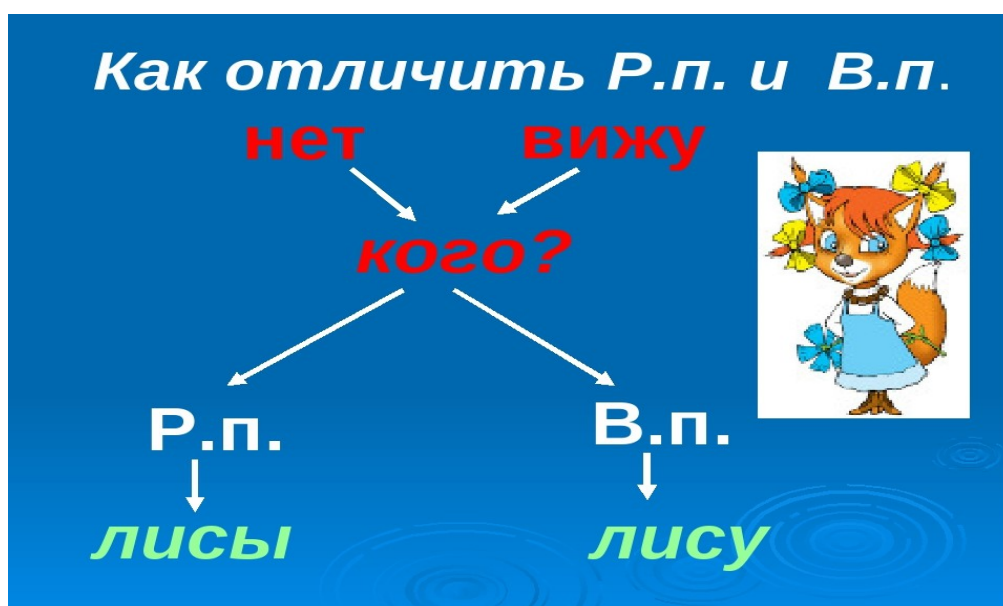 Как отличить Р.п. и В.п.
нет вижу
кого?
Р.п. В.п.
лисы лису